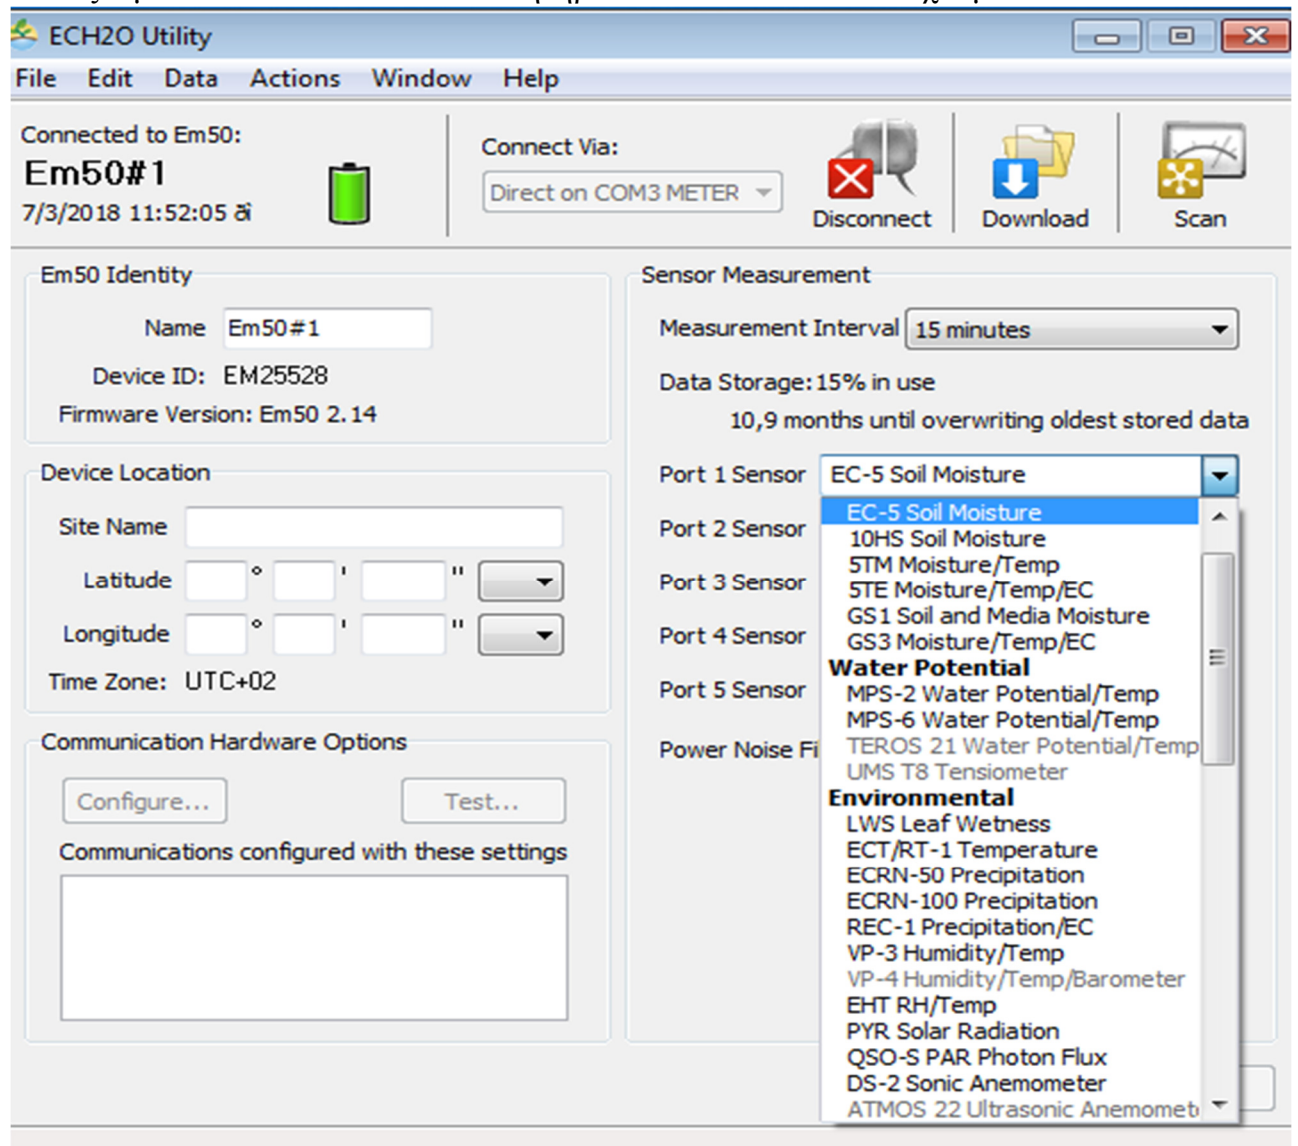 ECH2O Utility
File Edit Data Actions Window Help
Connected to Em50:
Em50#1
7/3/2018 11:52:05 ði
Connect Via:
Direct on COM3 METER
Disconnect
Download
Scan
Em50 Identity
Name Em50#1
Device ID: EM25528
Firmware Version: Em50 2.14
Device Location
Site Name
Latitude ° ' "
Longitude ° ' "
Time Zone: UTC+02
Communication Hardware Options
Configure... Test...
Communications configured with these settings
Sensor Measurement
Measurement Interval 15 minutes
Data Storage: 15% in use
10,9 months until overwriting oldest stored data
Port 1 Sensor EC-5 Soil Moisture
Port 2 Sensor
Port 3 Sensor
Port 4 Sensor
Port 5 Sensor
Power Noise Fi
EC-5 Soil Moisture
10HS Soil Moisture
5TM Moisture/Temp
5TE Moisture/Temp/EC
GS1 Soil and Media Moisture
GS3 Moisture/Temp/EC
Water Potential
MPS-2 Water Potential/Temp
MPS-6 Water Potential/Temp
TEROS 21 Water Potential/Temp
UMS T8 Tensiometer
Environmental
LWS Leaf Wetness
ECT/RT-1 Temperature
ECRN-50 Precipitation
ECRN-100 Precipitation
REC-1 Precipitation/EC
VP-3 Humidity/Temp
VP-4 Humidity/Temp/Barometer
EHT RH/Temp
PYR Solar Radiation
QSO-S PAR Photon Flux
DS-2 Sonic Anemometer
ATMOS 22 Ultrasonic Anemomet